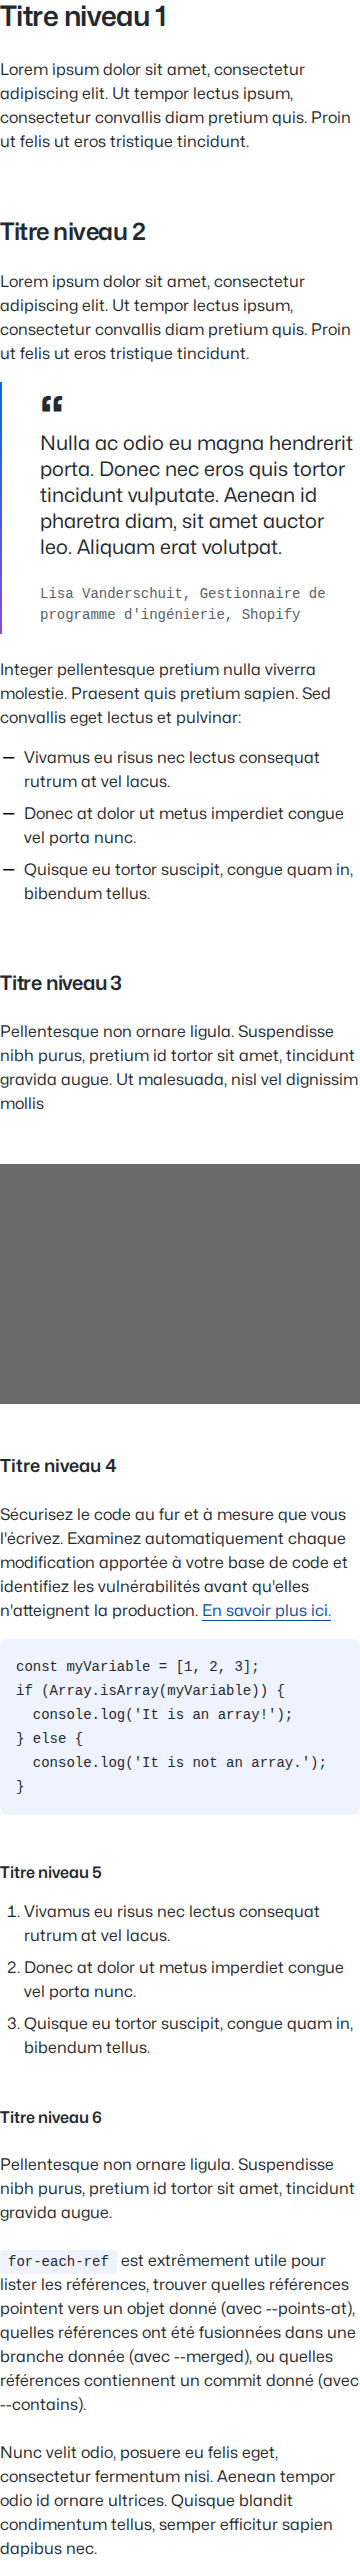 Titre niveau 1
Lorem ipsum dolor sit amet, consectetur
adipiscing elit. Ut tempor lectus ipsum,
consectetur convallis diam pretium quis. Proin
ut felis ut eros tristique tincidunt.
Titre niveau 2
Lorem ipsum dolor sit amet, consectetur
adipiscing elit. Ut tempor lectus ipsum,
consectetur convallis diam pretium quis. Proin
ut felis ut eros tristique tincidunt.
“
Nulla ac odio eu magna hendrerit
porta. Donec nec eros quis tortor
tincidunt vulputate. Aenean id
pharetra diam, sit amet auctor
leo. Aliquam erat volutpat.
Lisa Vanderschuit, Gestionnaire de
programme d'ingénierie, Shopify
Integer pellentesque pretium nulla viverra
molestie. Praesent quis pretium sapien. Sed
convallis eget lectus et pulvinar:
— Vivamus eu risus nec lectus consequat
rutrum at vel lacus.
— Donec at dolor ut metus imperdiet congue
vel porta nunc.
— Quisque eu tortor suscipit, congue quam in,
bibendum tellus.
Titre niveau 3
Pellentesque non ornare ligula. Suspendisse
nibh purus, pretium id tortor sit amet, tincidunt
gravida augue. Ut malesuada, nisl vel dignissim
mollis
Titre niveau 4
Sécurisez le code au fur et à mesure que vous
l'écrivez. Examinez automatiquement chaque
modification apportée à votre base de code et
identifiez les vulnérabilités avant qu'elles
n'atteignent la production. En savoir plus ici.
const myVariable = [1, 2, 3];
if (Array.isArray(myVariable)) {
  console.log('It is an array!');
} else {
  console.log('It is not an array.');
}
Titre niveau 5
1. Vivamus eu risus nec lectus consequat
rutrum at vel lacus.
2. Donec at dolor ut metus imperdiet congue
vel porta nunc.
3. Quisque eu tortor suscipit, congue quam in,
bibendum tellus.
Titre niveau 6
Pellentesque non ornare ligula. Suspendisse
nibh purus, pretium id tortor sit amet, tincidunt
gravida augue.
for-each-ref est extrêmement utile pour
lister les références, trouver quelles références
pointent vers un objet donné (avec --points-at),
quelles références ont été fusionnées dans une
branche donnée (avec --merged), ou quelles
références contiennent un commit donné (avec
--contains).
Nunc velit odio, posuere eu felis eget,
consectetur fermentum nisi. Aenean tempor
odio id ornare ultrices. Quisque blandit
condimentum tellus, semper efficitur sapien
dapibus nec.